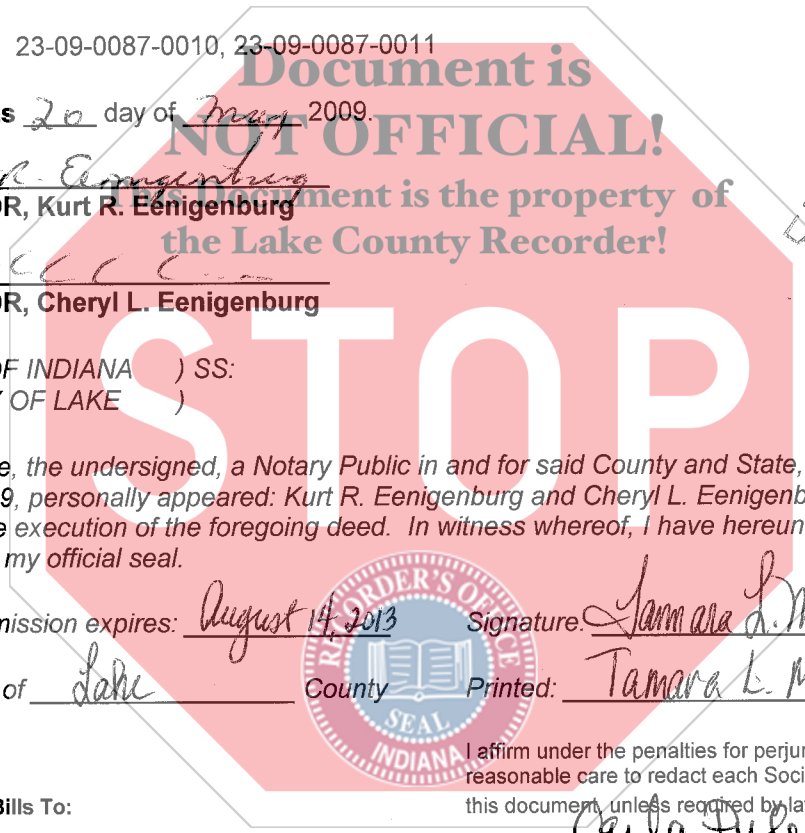 23-09-0087-0010, 23-09-0087-0011
Document is
s 20 day of May 2009.
NOT OFFICIAL!
R. Eenigenburg
This Document is the property of
OR, Kurt R. Eenigenburg
the Lake County Recorder!
OR, Cheryl L. Eenigenburg
STOP
OF INDIANA ) SS:
Y OF LAKE )
e, the undersigned, a Notary Public in and for said County and State,
9, personally appeared: Kurt R. Eenigenburg and Cheryl L. Eenigenb
e execution of the foregoing deed. In witness whereof, I have hereun
my official seal.
mission expires: August 14, 2013 Signature: Tamara L. M
of Lake County Printed: Tamara L. M
RECORDER'S OFFICE
SEAL
INDIANA
I affirm under the penalties for perjur
reasonable care to redact each Soci
Bills To: this document, unless required by la